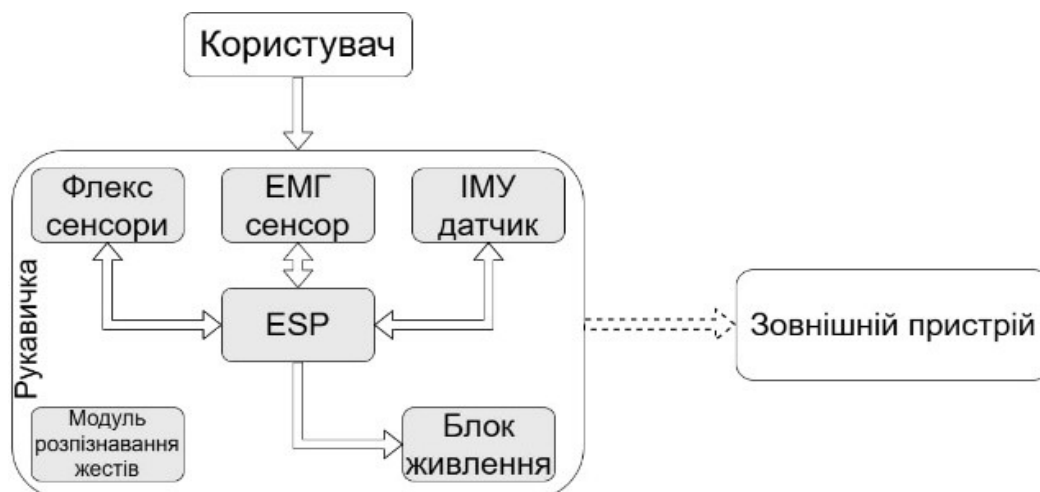 Користувач
Флекс
сенсори
ЕМГ
сенсор
ІМУ
датчик
Рукавичка
ESP
Зовнішній пристрій
Модуль
розпізнавання
жестів
Блок
живлення